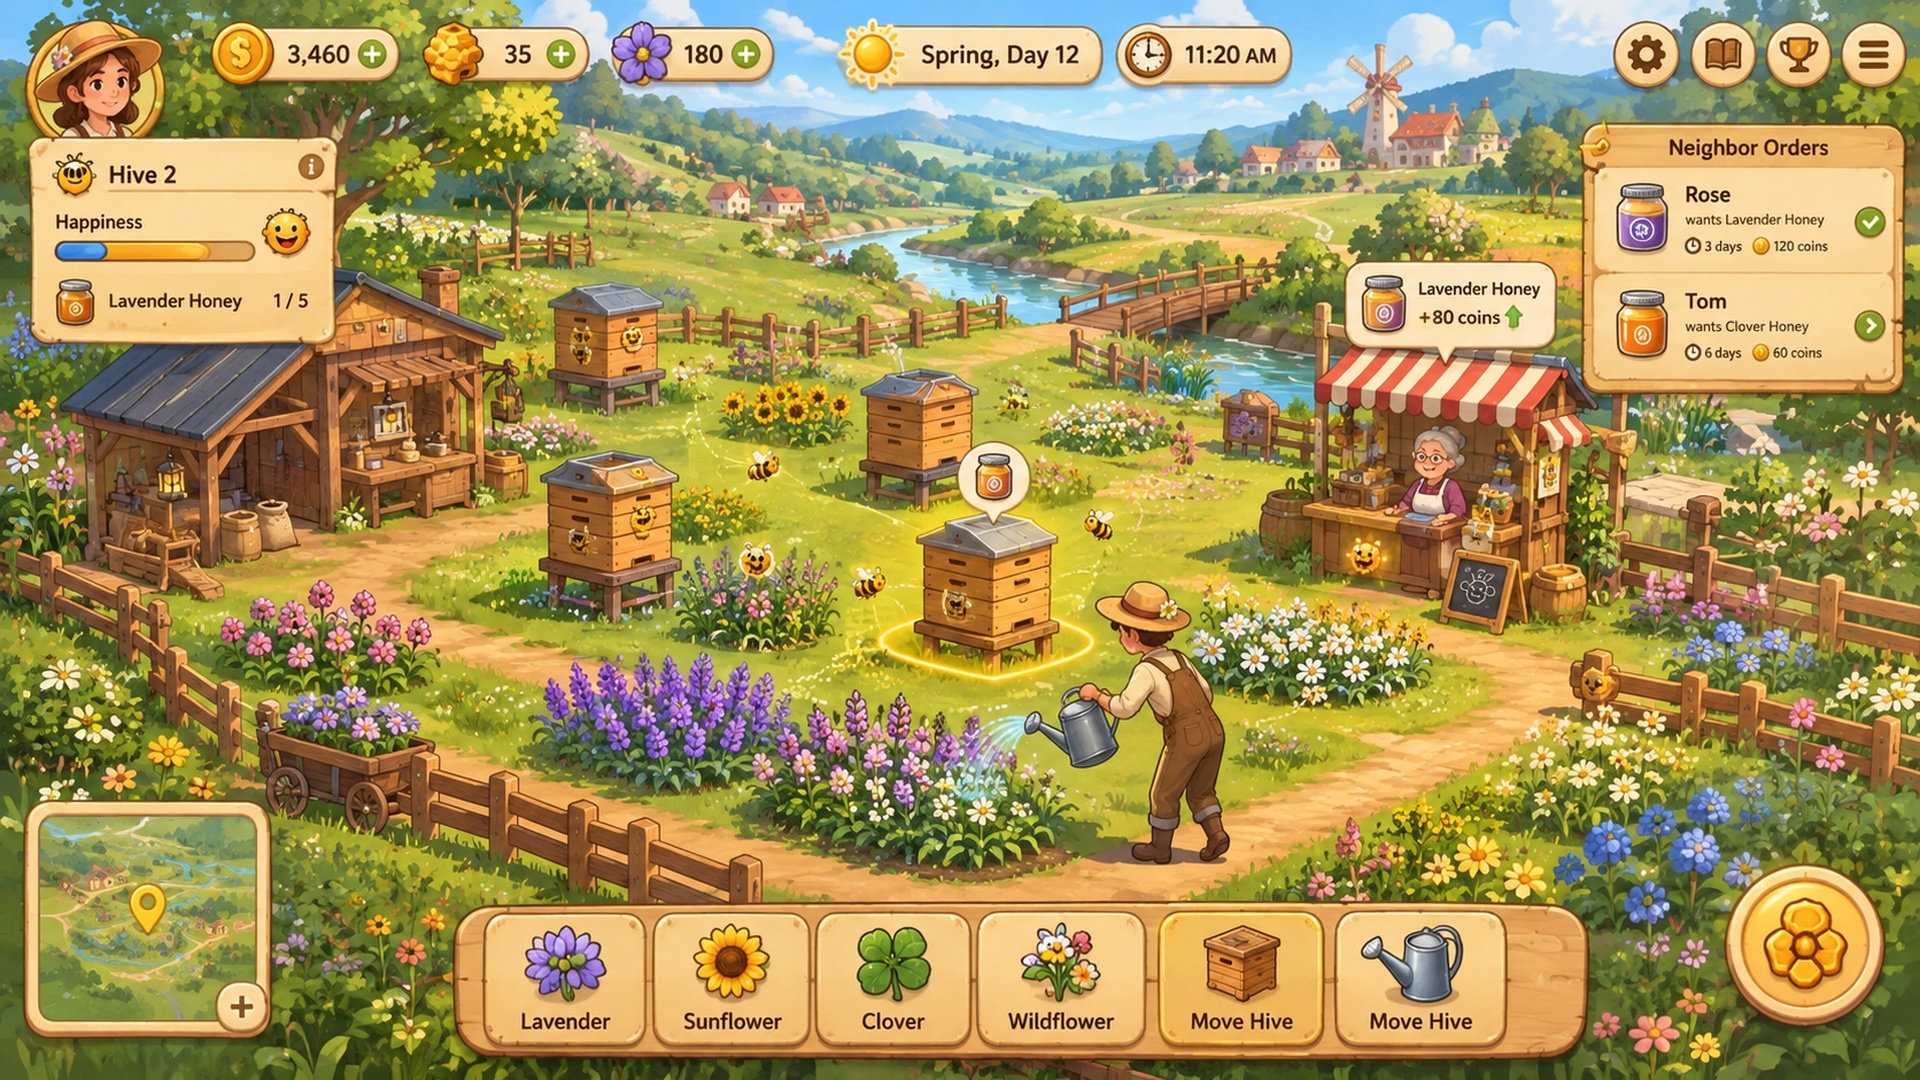 $ 3,460 +
35 +
180 +
Spring, Day 12
11:20 AM
Hive 2
i
Happiness
Lavender Honey 1 / 5
Neighbor Orders
Rose
wants Lavender Honey
3 days 120 coins
Tom
wants Clover Honey
6 days 60 coins
Lavender Honey
+80 coins
+
Lavender
Sunflower
Clover
Wildflower
Move Hive
Move Hive